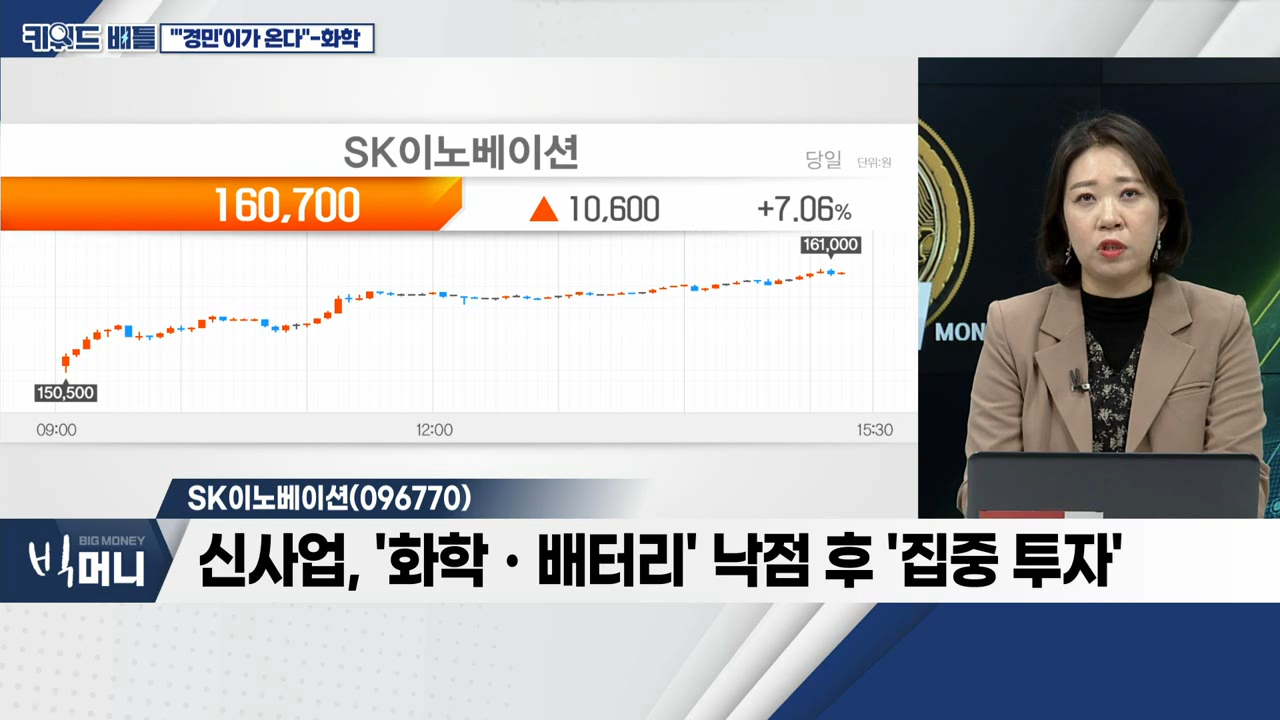 키워드 배틀 "'경민'이가 온다"-화학
SK이노베이션
당일 단위:원
160,700 ▲ 10,600 +7.06%
161,000
150,500
09:00 12:00 15:30
MON
SK이노베이션(096770)
BIG MONEY
빅머니
신사업, '화학·배터리' 낙점 후 '집중 투자'